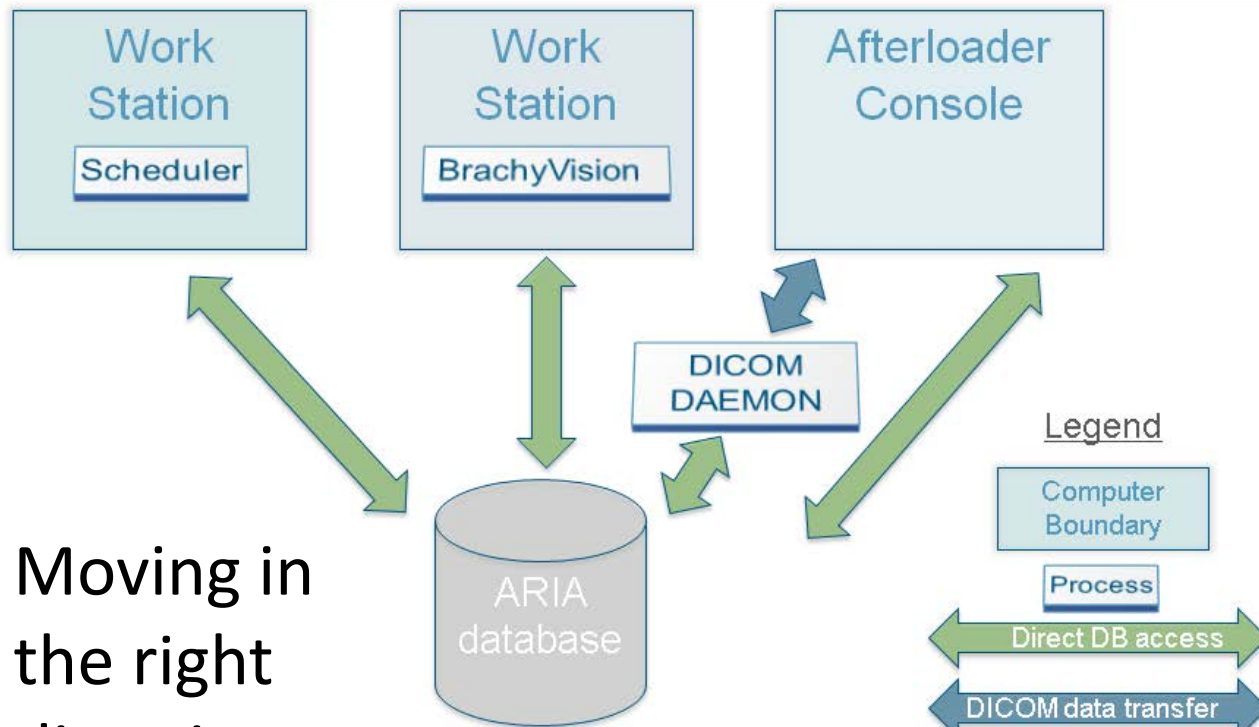 Work
Station
Scheduler
Work
Station
BrachyVision
Afterloader
Console
DICOM
DAEMON
ARIA
database
Legend
Computer
Boundary
Process
Direct DB access
DICOM data transfer
Moving in
the right